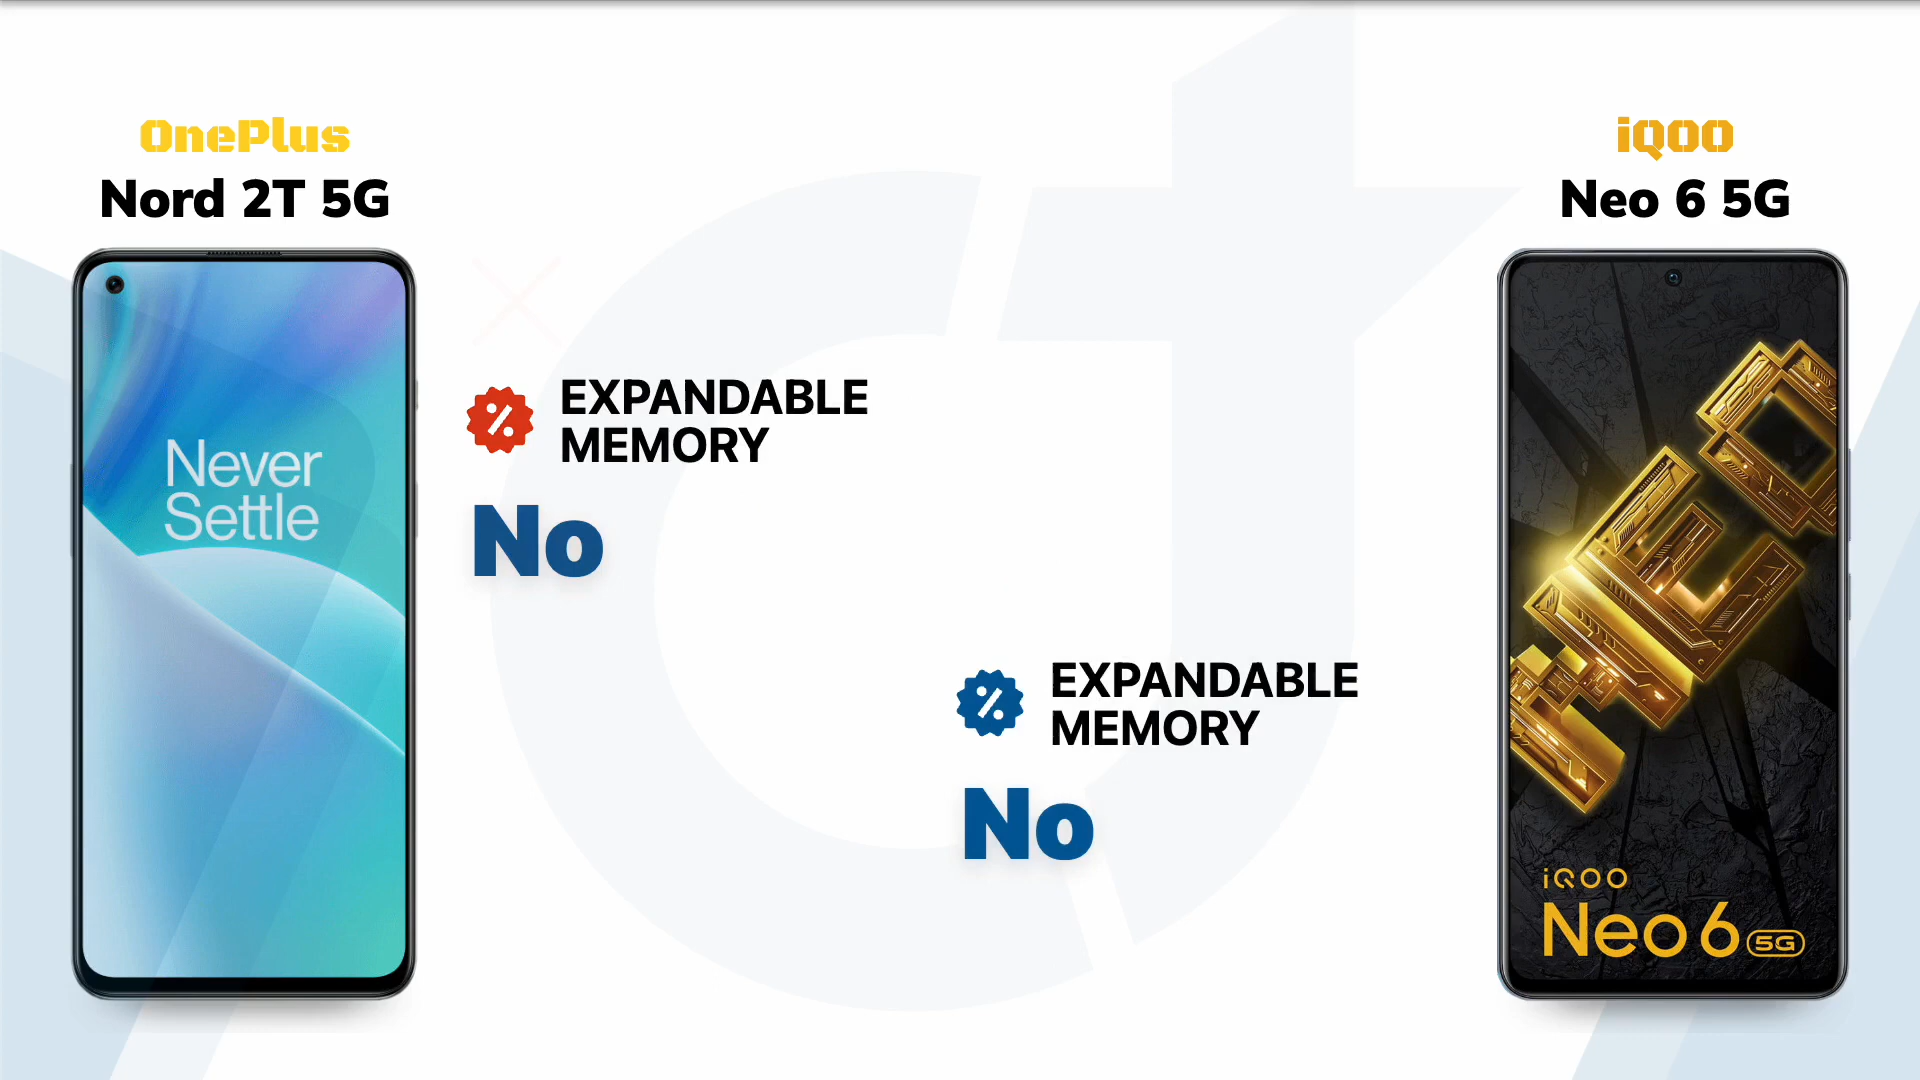 OnePlus
Nord 2T 5G
iQOO
Neo 6 5G
Never
Settle
EXPANDABLE
MEMORY
No
EXPANDABLE
MEMORY
No
NEO
iQOO
Neo 6 5G